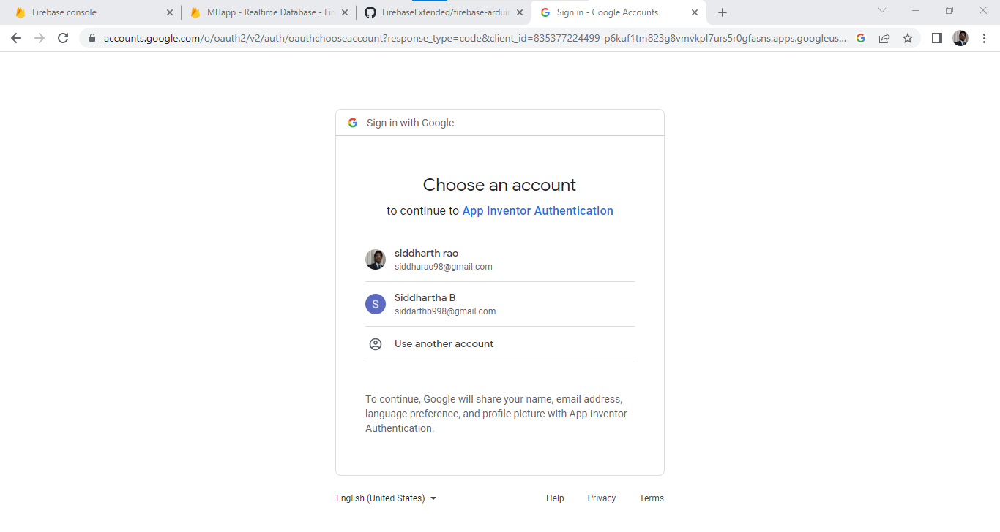 Firebase console
MITapp - Realtime Database - Fir
FirebaseExtended/firebase-ardui
Sign in - Google Accounts
accounts.google.com/o/oauth2/v2/auth/oauthchooseaccount?response_type=code&client_id=835377224499-p6kuf1tm823g8vmvkpl7urs5r0gfasns.apps.googleus...
Sign in with Google
Choose an account
to continue to App Inventor Authentication
siddharth rao
siddhurao98@gmail.com
S
Siddhartha B
siddarthb998@gmail.com
Use another account
To continue, Google will share your name, email address,
language preference, and profile picture with App Inventor
Authentication.
English (United States)
Help
Privacy
Terms